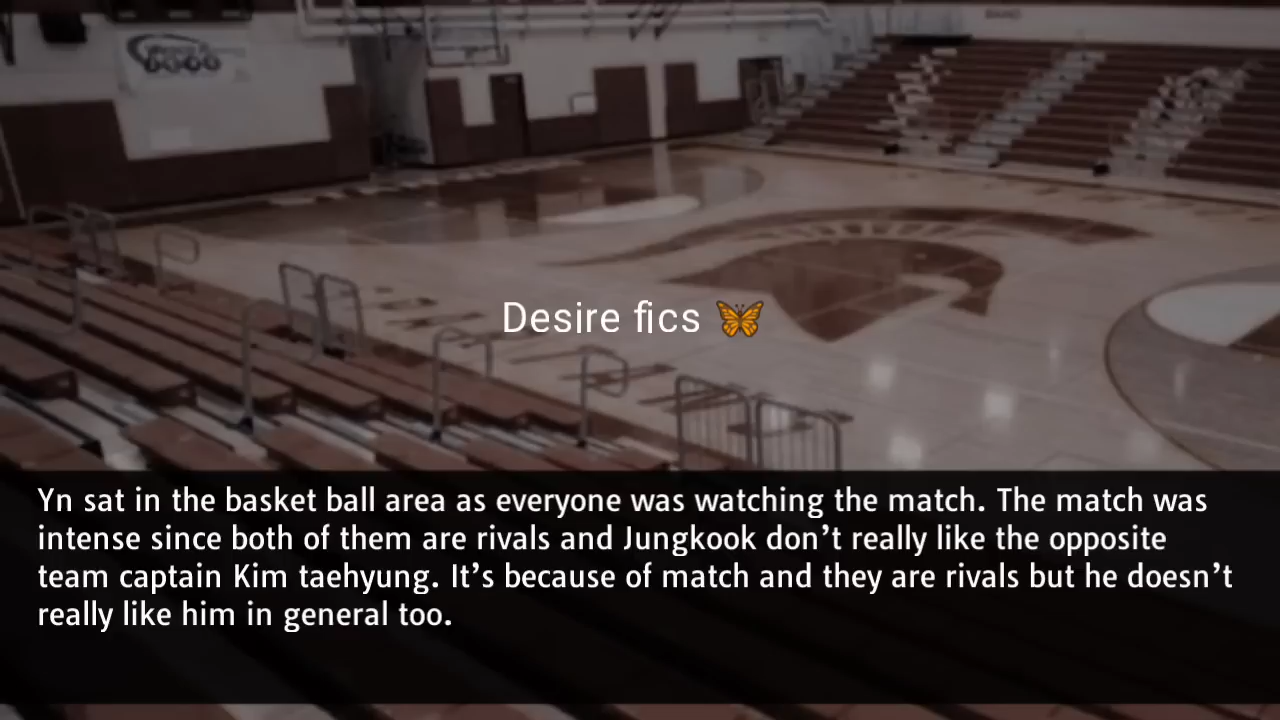 Desire fics 🦋
Yn sat in the basket ball area as everyone was watching the match. The match was
intense since both of them are rivals and Jungkook don’t really like the opposite
team captain Kim taehyung. It’s because of match and they are rivals but he doesn’t
really like him in general too.